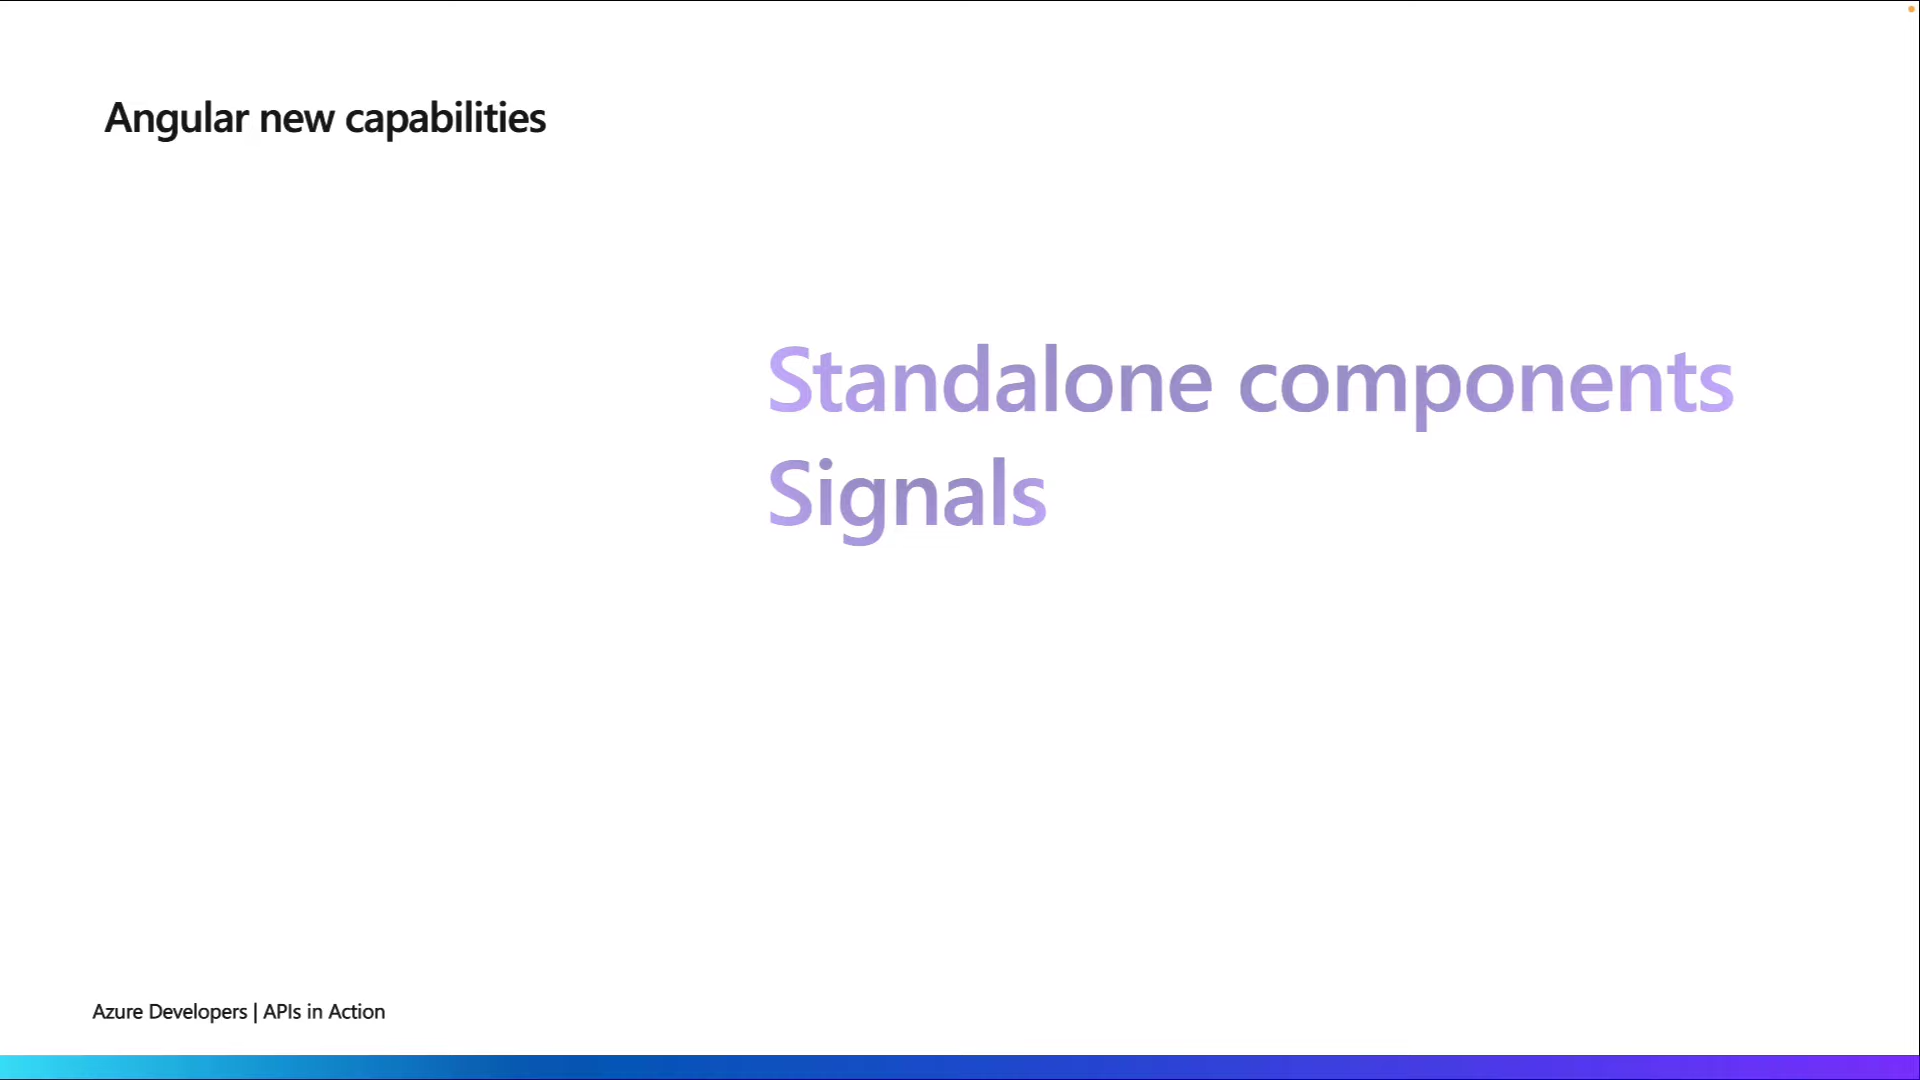 Angular new capabilities
Standalone components
Signals
Azure Developers | APIs in Action